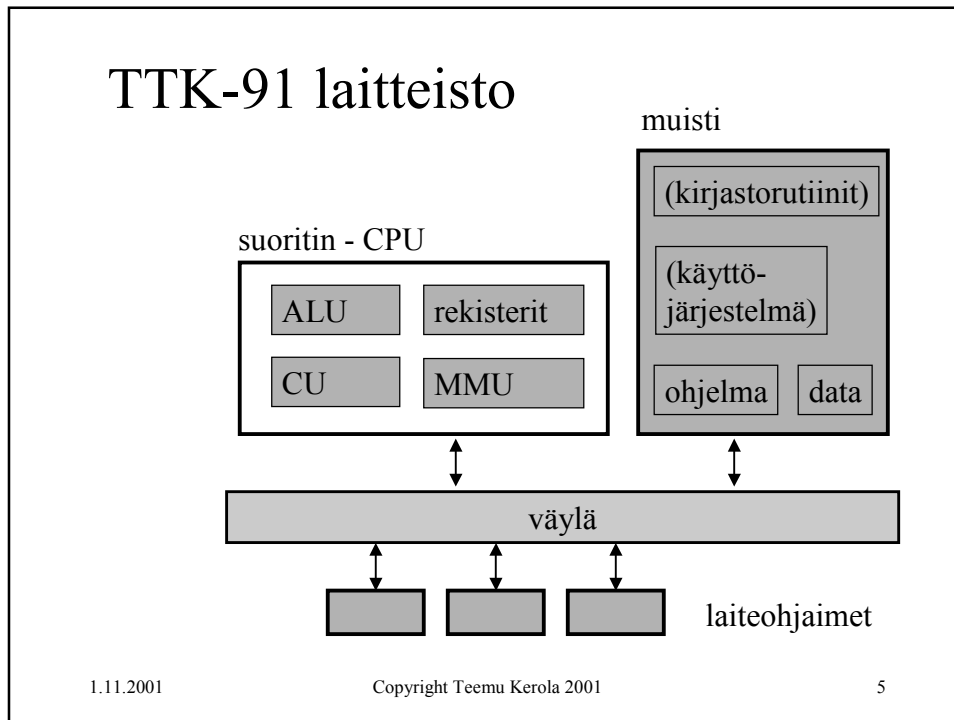 TTK-91 laitteisto
muisti
(kirjastorutiinit)
(käyttö-
järjestelmä)
ohjelma
data
suoritin - CPU
ALU
rekisterit
CU
MMU
väylä
laiteohjaimet
1.11.2001
Copyright Teemu Kerola 2001
5